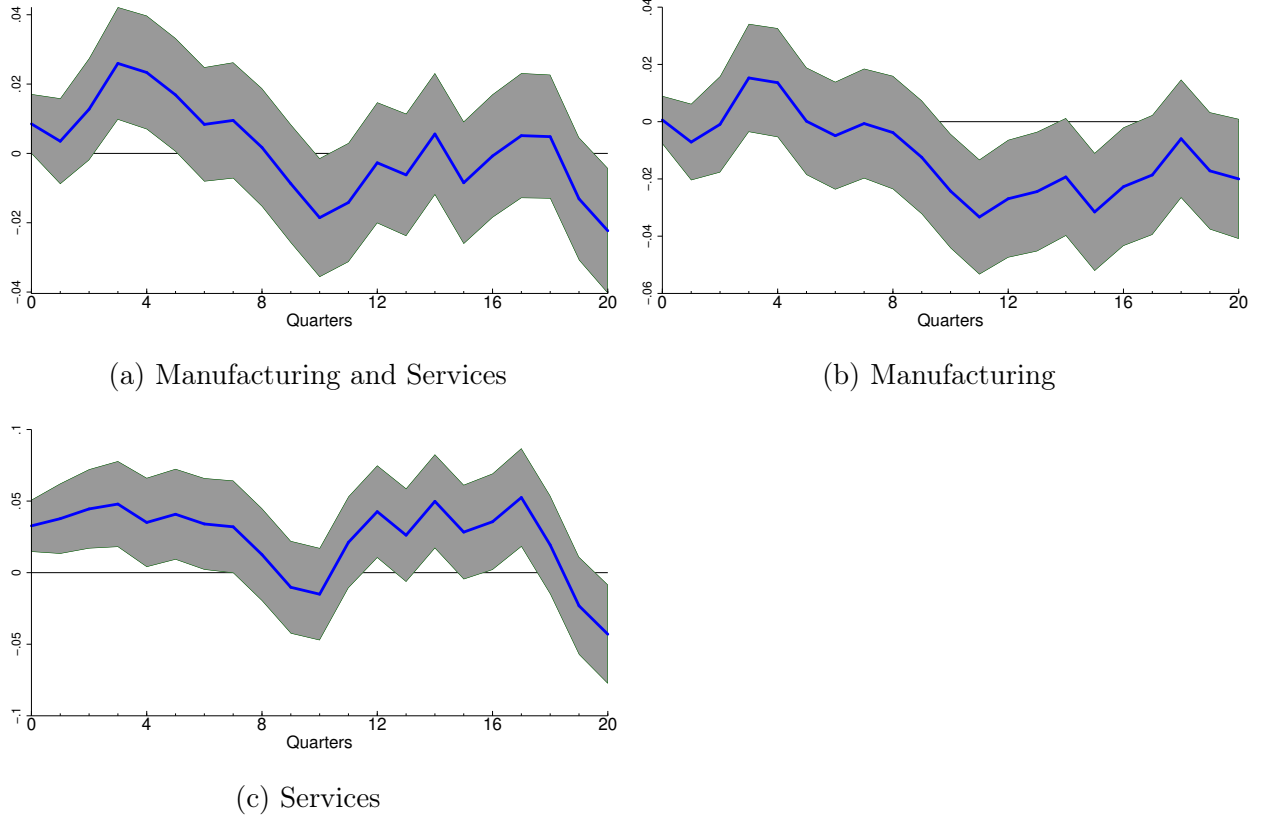 .04
.02
0
-.02
-.04
0 4 8 12 16 20
Quarters
(a) Manufacturing and Services
.04
.02
0
-.02
-.04
-.06
0 4 8 12 16 20
Quarters
(b) Manufacturing
.1
.05
0
-.05
-.1
0 4 8 12 16 20
Quarters
(c) Services